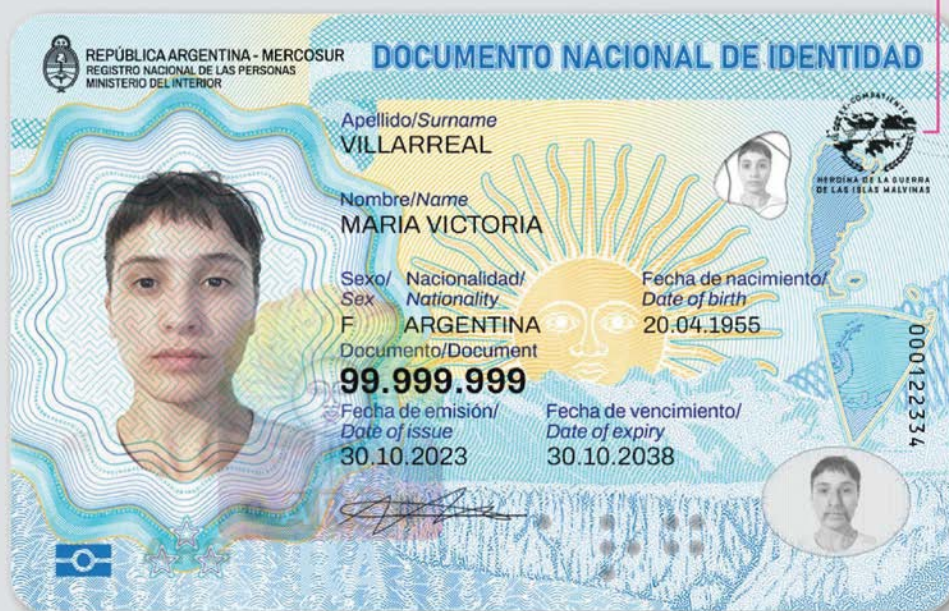 REPÚBLICA ARGENTINA - MERCOSUR
REGISTRO NACIONAL DE LAS PERSONAS
MINISTERIO DEL INTERIOR
DOCUMENTO NACIONAL DE IDENTIDAD
Apellido/Surname
VILLARREAL
EX-COMBATIENTE
HEROÍNA DE LA GUERRA
DE LAS ISLAS MALVINAS
Nombre/Name
MARIA VICTORIA
Sexo/ Nacionalidad/ Fecha de nacimiento/
Sex Nationality Date of birth
F ARGENTINA 20.04.1955
Documento/Document
99.999.999
Fecha de emisión/ Fecha de vencimiento/
Date of issue Date of expiry
30.10.2023 30.10.2038
000122334